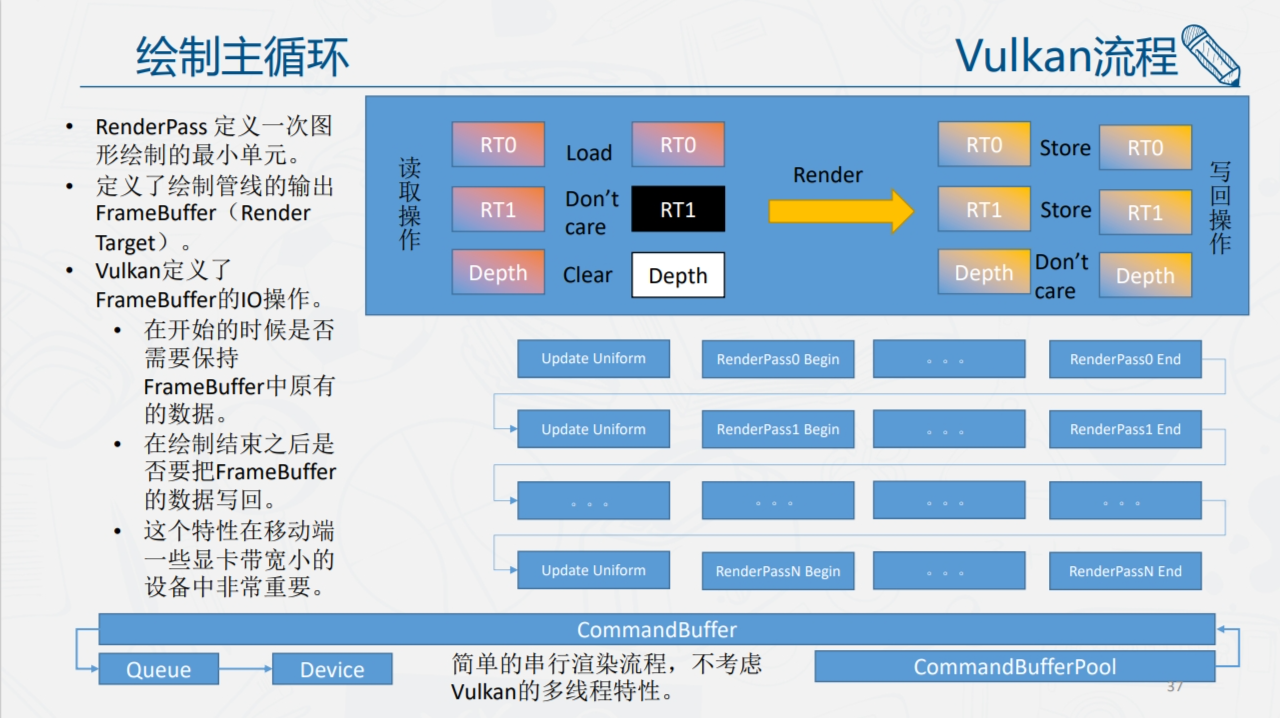 绘制主循环
Vulkan流程
• RenderPass 定义一次图
形绘制的最小单元。
• 定义了绘制管线的输出
FrameBuffer（Render
Target）。
• Vulkan定义了
FrameBuffer的IO操作。
• 在开始的时候是否
需要保持
FrameBuffer中原有
的数据。
• 在绘制结束之后是
否要把FrameBuffer
的数据写回。
• 这个特性在移动端
一些显卡带宽小的
设备中非常重要。
读取操作
RT0 Load RT0
RT1 Don't care RT1
Depth Clear Depth
Render
RT0 Store RT0
RT1 Store RT1
Depth Don't care Depth
写回操作
Update Uniform RenderPass0 Begin 。。。 RenderPass0 End
Update Uniform RenderPass1 Begin 。。。 RenderPass1 End
。。。 。。。 。。。 。。。
Update Uniform RenderPassN Begin 。。。 RenderPassN End
CommandBuffer
Queue Device
简单的串行渲染流程，不考虑
Vulkan的多线程特性。
CommandBufferPool
37